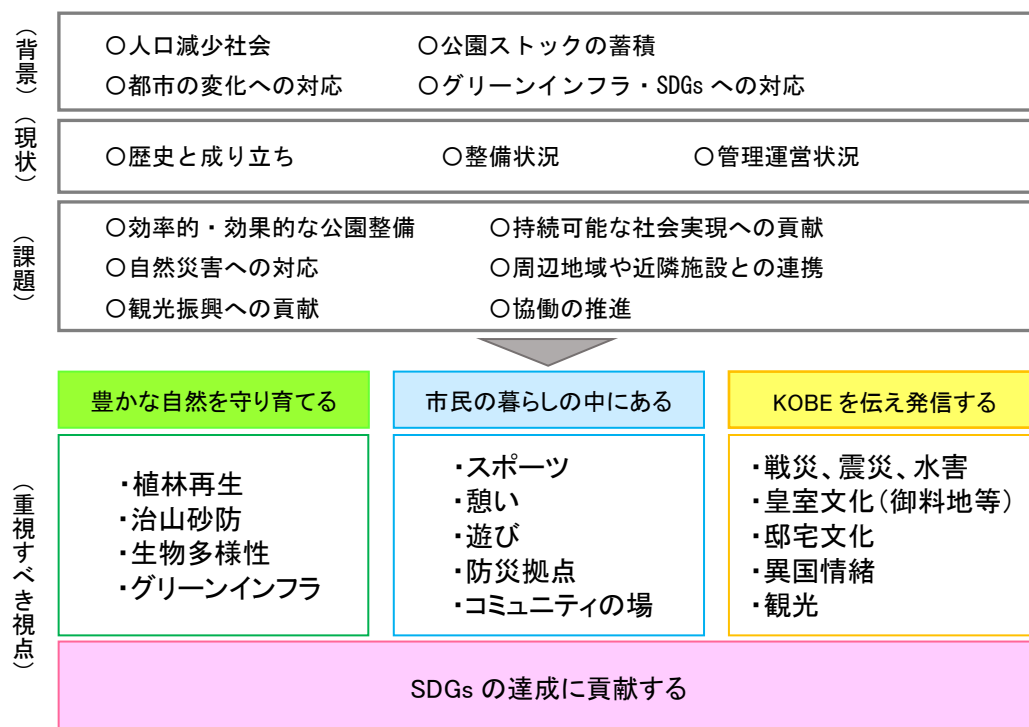 (背景)
○人口減少社会 ○公園ストックの蓄積
○都市の変化への対応 ○グリーンインフラ・SDGs への対応
(現状)
○歴史と成り立ち ○整備状況 ○管理運営状況
(課題)
○効率的・効果的な公園整備 ○持続可能な社会実現への貢献
○自然災害への対応 ○周辺地域や近隣施設との連携
○観光振興への貢献 ○協働の推進
(重視すべき視点)
豊かな自然を守り育てる
・植林再生
・治山砂防
・生物多様性
・グリーンインフラ
市民の暮らしの中にある
・スポーツ
・憩い
・遊び
・防災拠点
・コミュニティの場
KOBE を伝え発信する
・戦災、震災、水害
・皇室文化(御料地等)
・邸宅文化
・異国情緒
・観光
SDGs の達成に貢献する